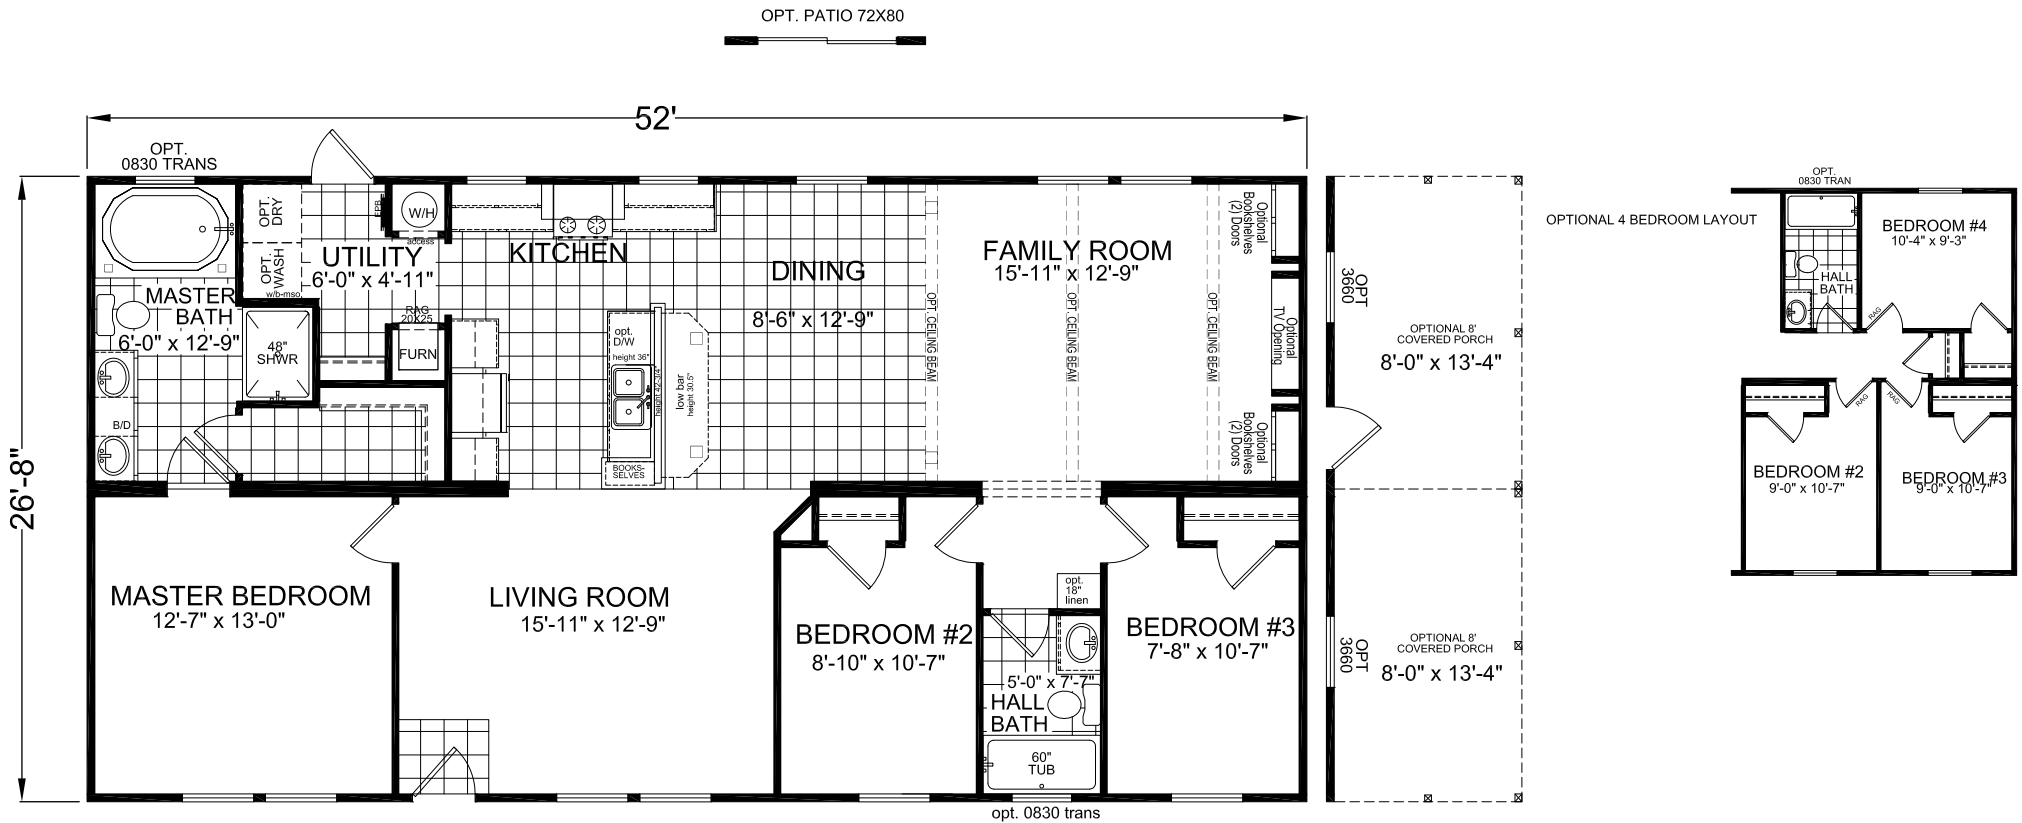 OPT. PATIO 72X80
52'
26'-8"
OPT.
0830 TRANS
OPT.
DRY
OPT.
WASH
w/b-mso
EPB
W/H
access
UTILITY
6'-0" x 4'-11"
RAG
20X25
FURN
MASTER
BATH
6'-0" x 12'-9"
48"
SHWR
B/D
KITCHEN
opt.
D/W
height 36"
height 42-3/4"
low bar
height 30.5"
BOOK-
SELVES
DINING
8'-6" x 12'-9"
OPT. CEILING BEAM
FAMILY ROOM
15'-11" x 12'-9"
OPT. CEILING BEAM
OPT. CEILING BEAM
Optional
Bookshelves
(2) Doors
Optional
TV Opening
Optional
Bookshelves
(2) Doors
MASTER BEDROOM
12'-7" x 13'-0"
LIVING ROOM
15'-11" x 12'-9"
BEDROOM #2
8'-10" x 10'-7"
opt.
18"
linen
5'-0" x 7'-7"
HALL
BATH
60"
TUB
opt. 0830 trans
BEDROOM #3
7'-8" x 10'-7"
OPT
3660
OPTIONAL 8'
COVERED PORCH
8'-0" x 13'-4"
OPT
3660
OPTIONAL 8'
COVERED PORCH
8'-0" x 13'-4"
OPTIONAL 4 BEDROOM LAYOUT
OPT.
0830 TRAN
BEDROOM #4
10'-4" x 9'-3"
HALL
BATH
RAG
RAG
RAG
BEDROOM #2
9'-0" x 10'-7"
BEDROOM #3
9'-0" x 10'-7"